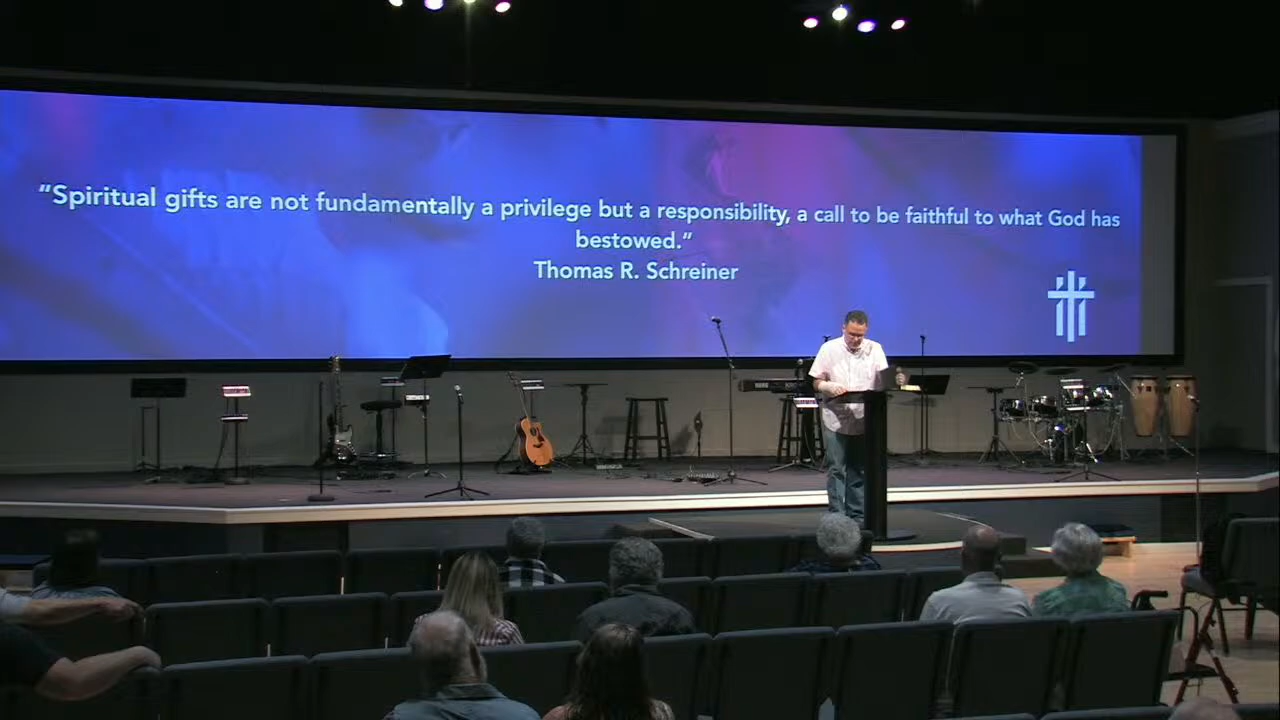 “Spiritual gifts are not fundamentally a privilege but a responsibility, a call to be faithful to what God has
bestowed.”
Thomas R. Schreiner
KORG